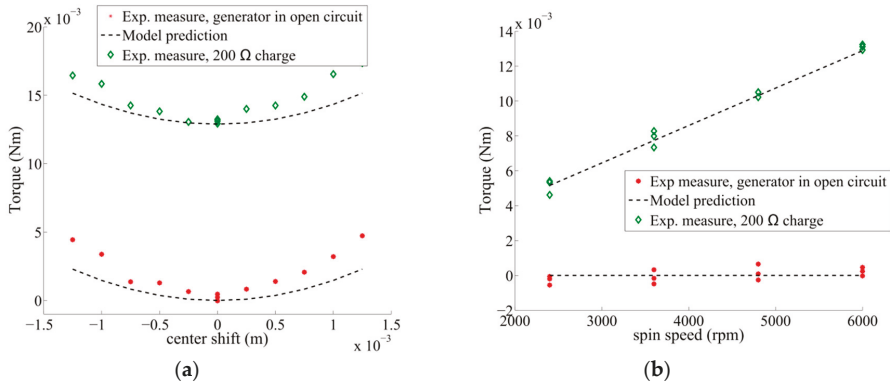 x 10⁻³
20
15
10
5
0
Torque (Nm)
Exp. measure, generator in open circuit
Model prediction
Exp. measure, 200 Ω charge
−1.5
−1
−0.5
0
0.5
1
1.5
center shift (m)
x 10⁻³
(a)
x 10⁻³
14
12
10
8
6
4
2
0
−2
Torque (Nm)
Exp measure, generator in open circuit
Model prediction
Exp. measure, 200 Ω charge
2000
3000
4000
5000
6000
spin speed (rpm)
(b)